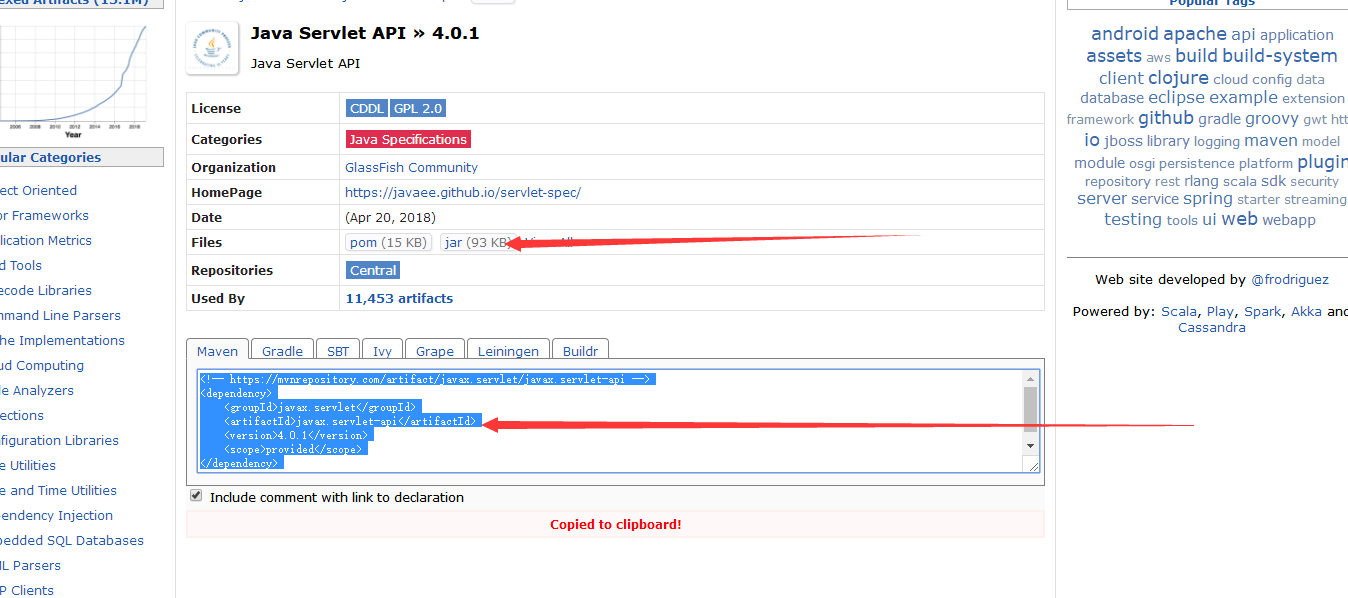 Java Servlet API » 4.0.1
Java Servlet API
License CDDL GPL 2.0
Categories Java Specifications
Organization GlassFish Community
HomePage https://javaee.github.io/servlet-spec/
Date (Apr 20, 2018)
Files pom (15 KB) jar (93 KB)
Repositories Central
Used By 11,453 artifacts
Maven Gradle SBT Ivy Grape Leiningen Buildr
<!-- https://mvnrepository.com/artifact/javax.servlet/javax.servlet-api -->
<dependency>
<groupId>javax.servlet</groupId>
<artifactId>javax.servlet-api</artifactId>
<version>4.0.1</version>
<scope>provided</scope>
</dependency>
Include comment with link to declaration
Copied to clipboard!
2006 2008 2010 2012 2014 2016 2018
Year
ular Categories
ect Oriented
or Frameworks
lication Metrics
d Tools
ecode Libraries
mmand Line Parsers
he Implementations
ud Computing
le Analyzers
ections
figuration Libraries
e Utilities
e and Time Utilities
endency Injection
bedded SQL Databases
ML Parsers
P Clients
Popular Tags
android apache api application
assets aws build build-system
client clojure cloud config data
database eclipse example extension
framework github gradle groovy gwt htt
io jboss library logging maven model
module osgi persistence platform plugin
repository rest rlang scala sdk security
server service spring starter streaming
testing tools ui web webapp
Web site developed by @frodriguez
Powered by: Scala, Play, Spark, Akka and
Cassandra